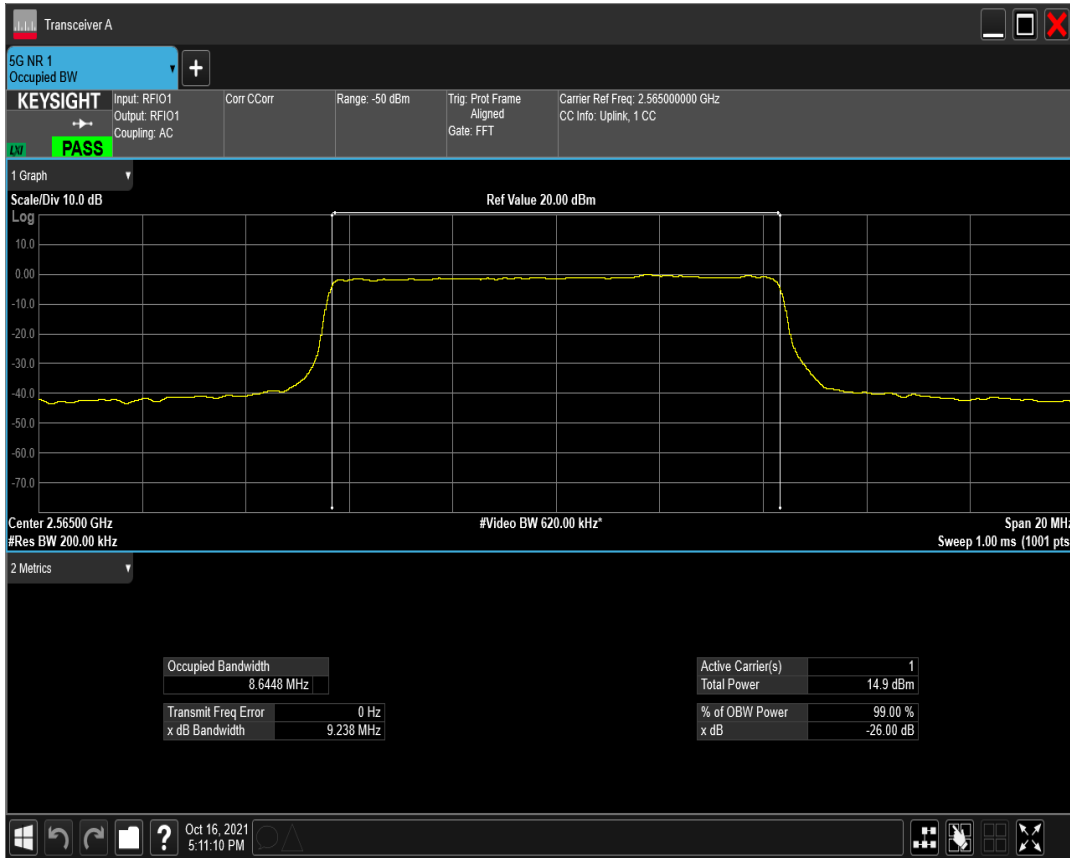 Transceiver A
5G NR 1
Occupied BW
+
KEYSIGHT
LXI
PASS
Input: RFIO1
Output: RFIO1
Coupling: AC
Corr CCorr
Range: -50 dBm
Trig: Prot Frame
Aligned
Gate: FFT
Carrier Ref Freq: 2.565000000 GHz
CC Info: Uplink, 1 CC
1 Graph
Scale/Div 10.0 dB
Ref Value 20.00 dBm
Log
10.0
0.00
-10.0
-20.0
-30.0
-40.0
-50.0
-60.0
-70.0
Center 2.56500 GHz
#Video BW 620.00 kHz*
Span 20 MHz
#Res BW 200.00 kHz
Sweep 1.00 ms (1001 pts
2 Metrics
Occupied Bandwidth
8.6448 MHz
Transmit Freq Error 0 Hz
x dB Bandwidth 9.238 MHz
Active Carrier(s) 1
Total Power 14.9 dBm
% of OBW Power 99.00 %
x dB -26.00 dB
?
Oct 16, 2021
5:11:10 PM